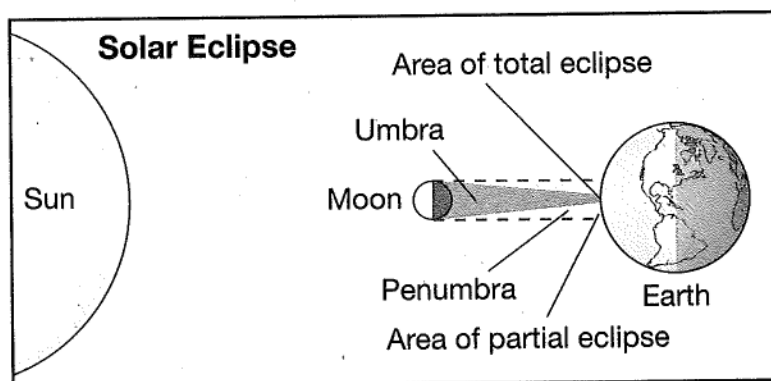 Solar Eclipse
Area of total eclipse
Umbra
Sun
Moon
Penumbra
Earth
Area of partial eclipse